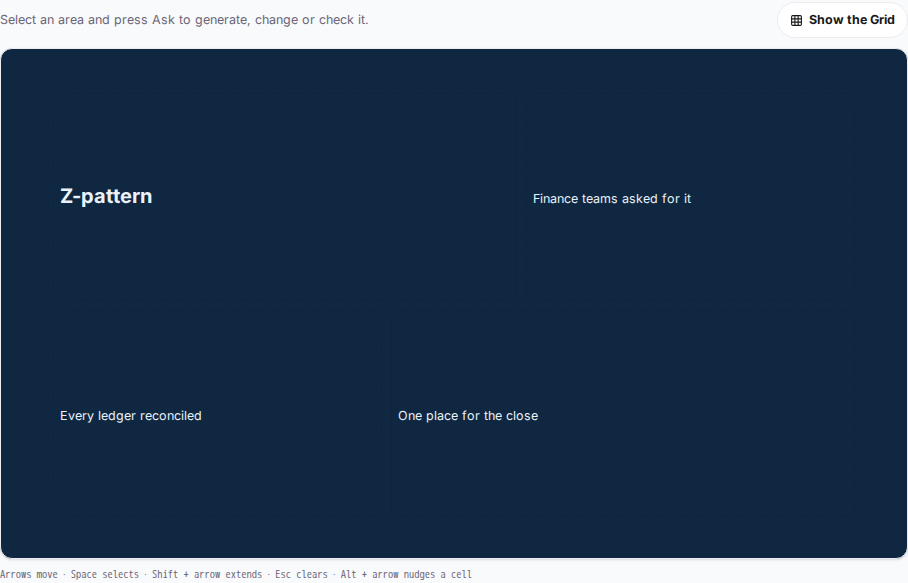 Select an area and press Ask to generate, change or check it.
Show the Grid
Z-pattern
Finance teams asked for it
Every ledger reconciled
One place for the close
Arrows move · Space selects · Shift + arrow extends · Esc clears · Alt + arrow nudges a cell